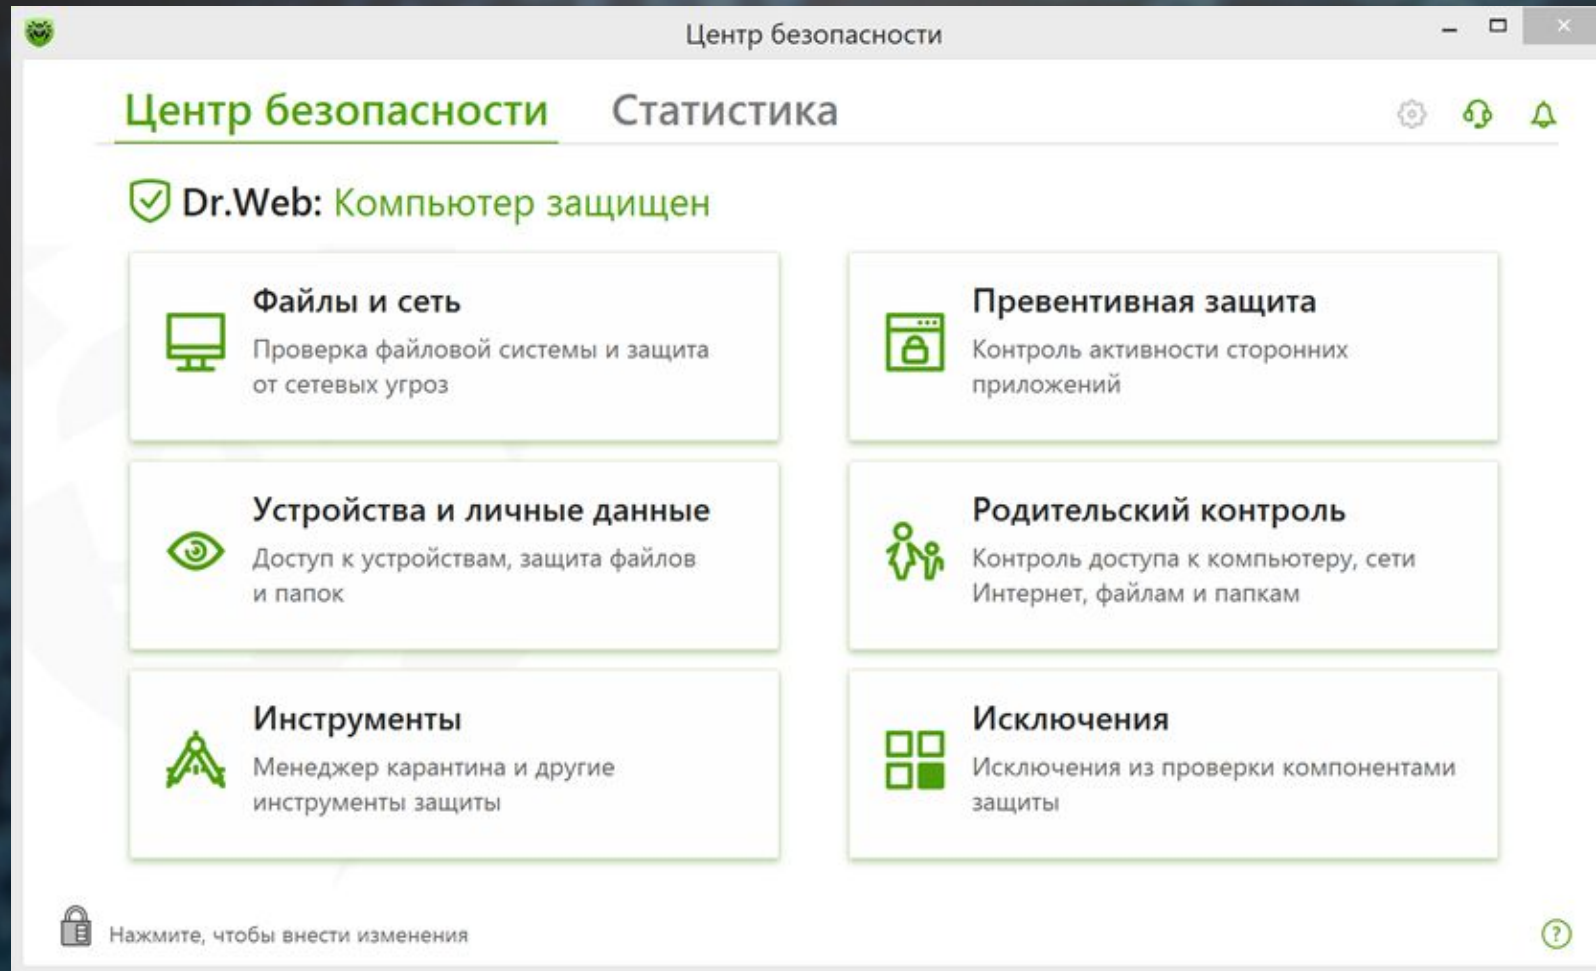 Центр безопасности
Центр безопасности Статистика
Dr.Web: Компьютер защищен
Файлы и сеть
Проверка файловой системы и защита
от сетевых угроз
Превентивная защита
Контроль активности сторонних
приложений
Устройства и личные данные
Доступ к устройствам, защита файлов
и папок
Родительский контроль
Контроль доступа к компьютеру, сети
Интернет, файлам и папкам
Инструменты
Менеджер карантина и другие
инструменты защиты
Исключения
Исключения из проверки компонентами
защиты
Нажмите, чтобы внести изменения
?